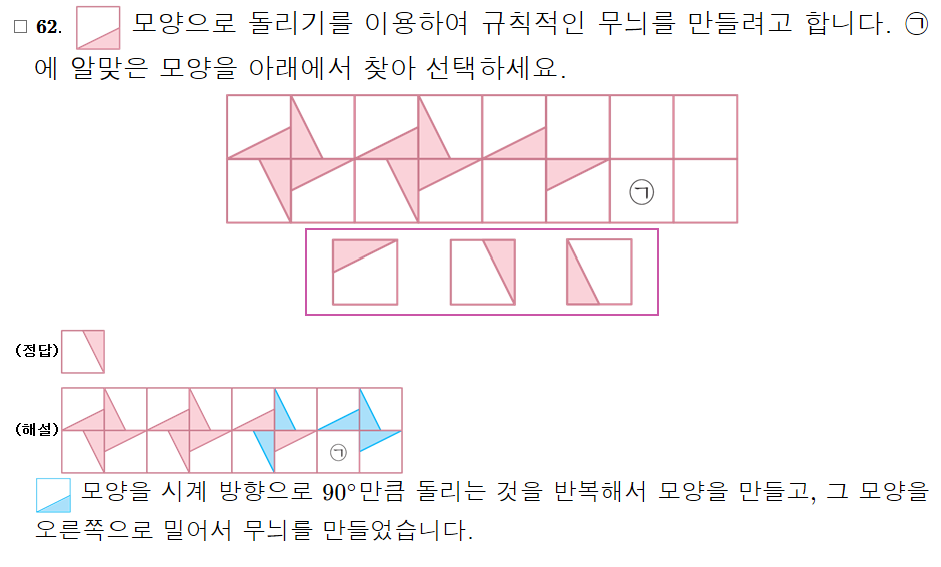 □ 62. 모양으로 돌리기를 이용하여 규칙적인 무늬를 만들려고 합니다. ㉠
에 알맞은 모양을 아래에서 찾아 선택하세요.
㉠
(정답)
(해설)
㉠
모양을 시계 방향으로 90°만큼 돌리는 것을 반복해서 모양을 만들고, 그 모양을
오른쪽으로 밀어서 무늬를 만들었습니다.